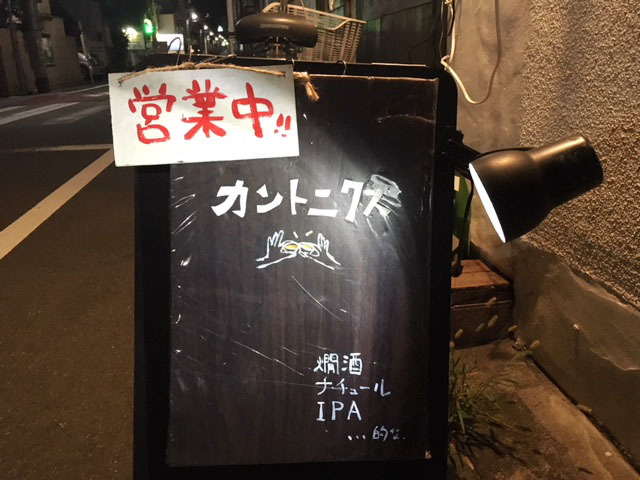 営業中!!
カントニクス
燗酒
ナチュール
IPA
...的な